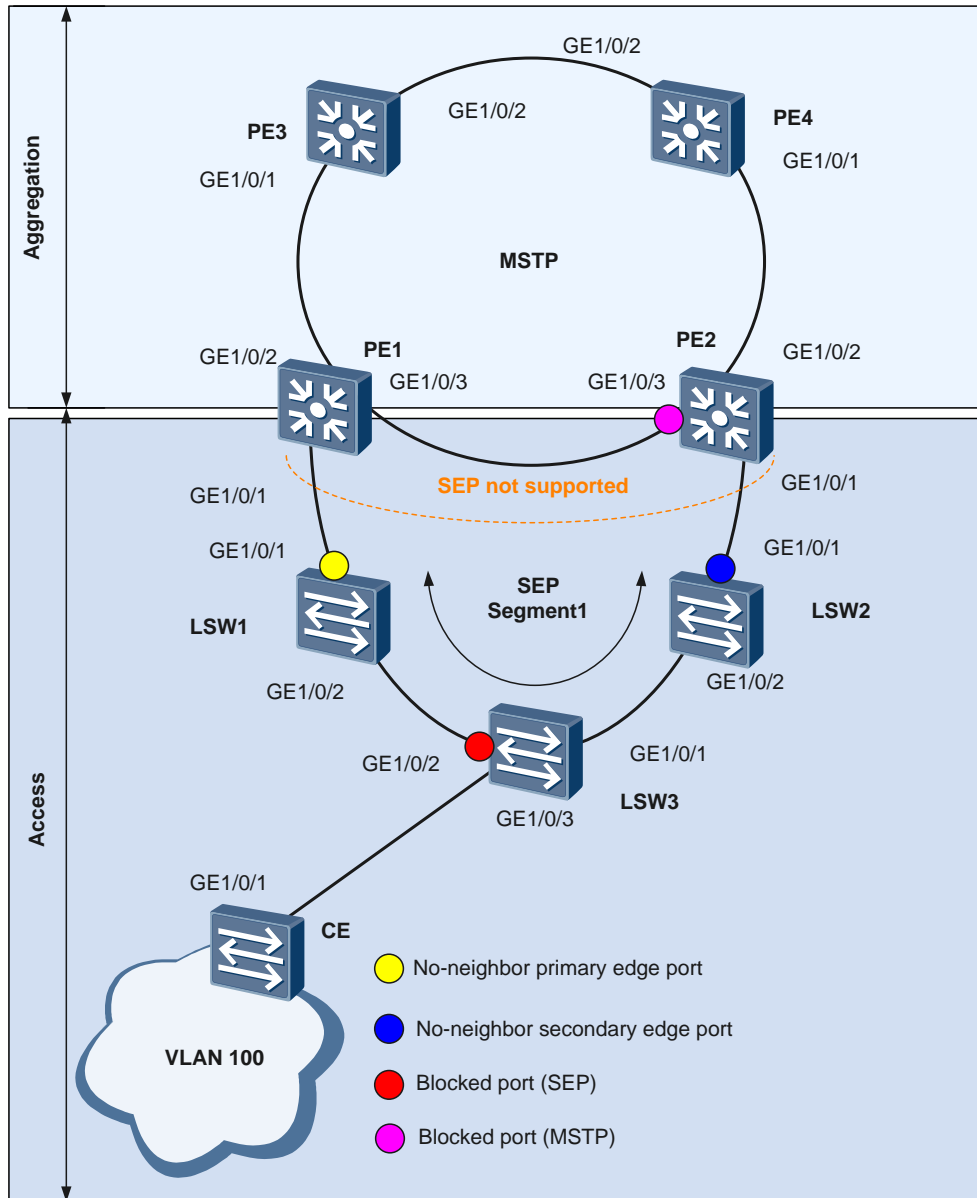 Aggregation
GE1/0/2
GE1/0/2
PE3
PE4
GE1/0/1
GE1/0/1
MSTP
PE1
PE2
GE1/0/2
GE1/0/2
GE1/0/3
GE1/0/3
SEP not supported
GE1/0/1
GE1/0/1
GE1/0/1
GE1/0/1
SEP
Segment1
LSW1
LSW2
GE1/0/2
GE1/0/2
GE1/0/2
GE1/0/1
LSW3
GE1/0/3
Access
GE1/0/1
CE
VLAN 100
No-neighbor primary edge port
No-neighbor secondary edge port
Blocked port (SEP)
Blocked port (MSTP)